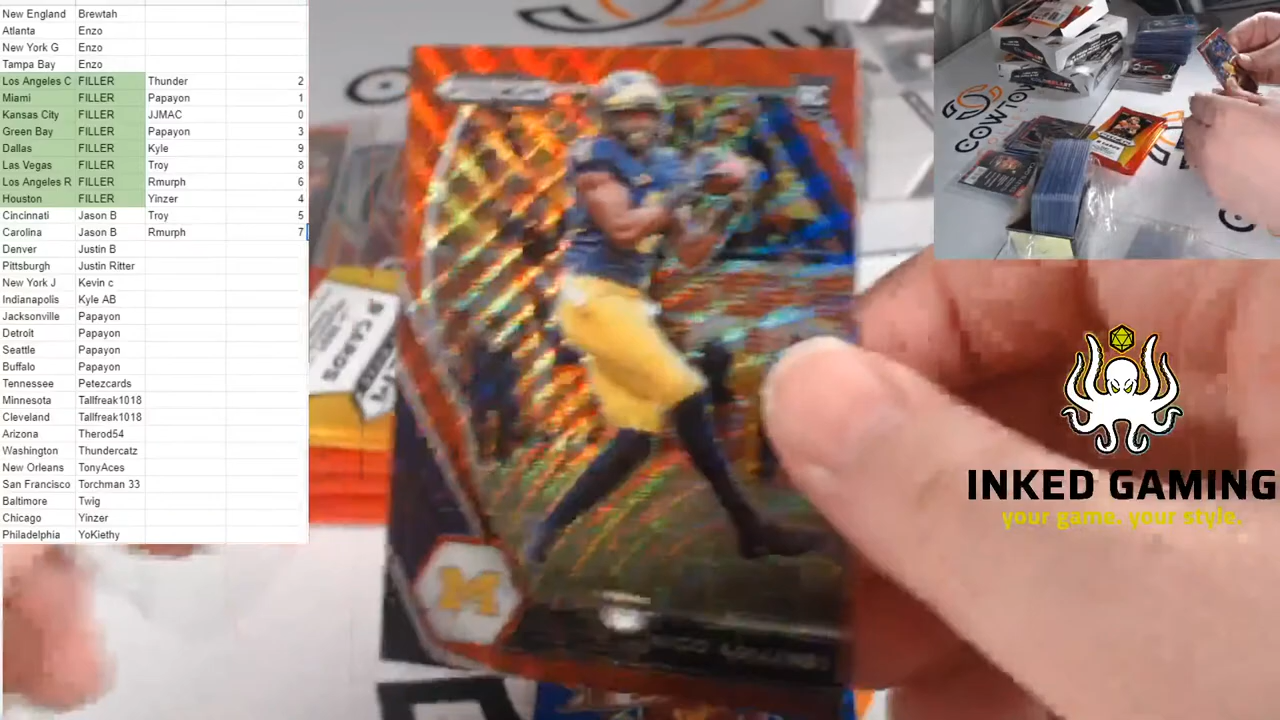 New England Brewtah
Atlanta Enzo
New York G Enzo
Tampa Bay Enzo
Los Angeles C FILLER Thunder 2
Miami FILLER Papayon 1
Kansas City FILLER JJMAC 0
Green Bay FILLER Papayon 3
Dallas FILLER Kyle 9
Las Vegas FILLER Troy 8
Los Angeles R FILLER Rmurph 6
Houston FILLER Yinzer 4
Cincinnati Jason B Troy 5
Carolina Jason B Rmurph 7
Denver Justin B
Pittsburgh Justin Ritter
New York J Kevin c
Indianapolis Kyle AB
Jacksonville Papayon
Detroit Papayon
Seattle Papayon
Buffalo Papayon
Tennessee Petezcards
Minnesota Tallfreak1018
Cleveland Tallfreak1018
Arizona Therod54
Washington Thundercatz
New Orleans TonyAces
San Francisco Torchman 33
Baltimore Twig
Chicago Yinzer
Philadelphia YoKiethy
COWTOW
CARDS
M
INKED GAMING
your game. your style.